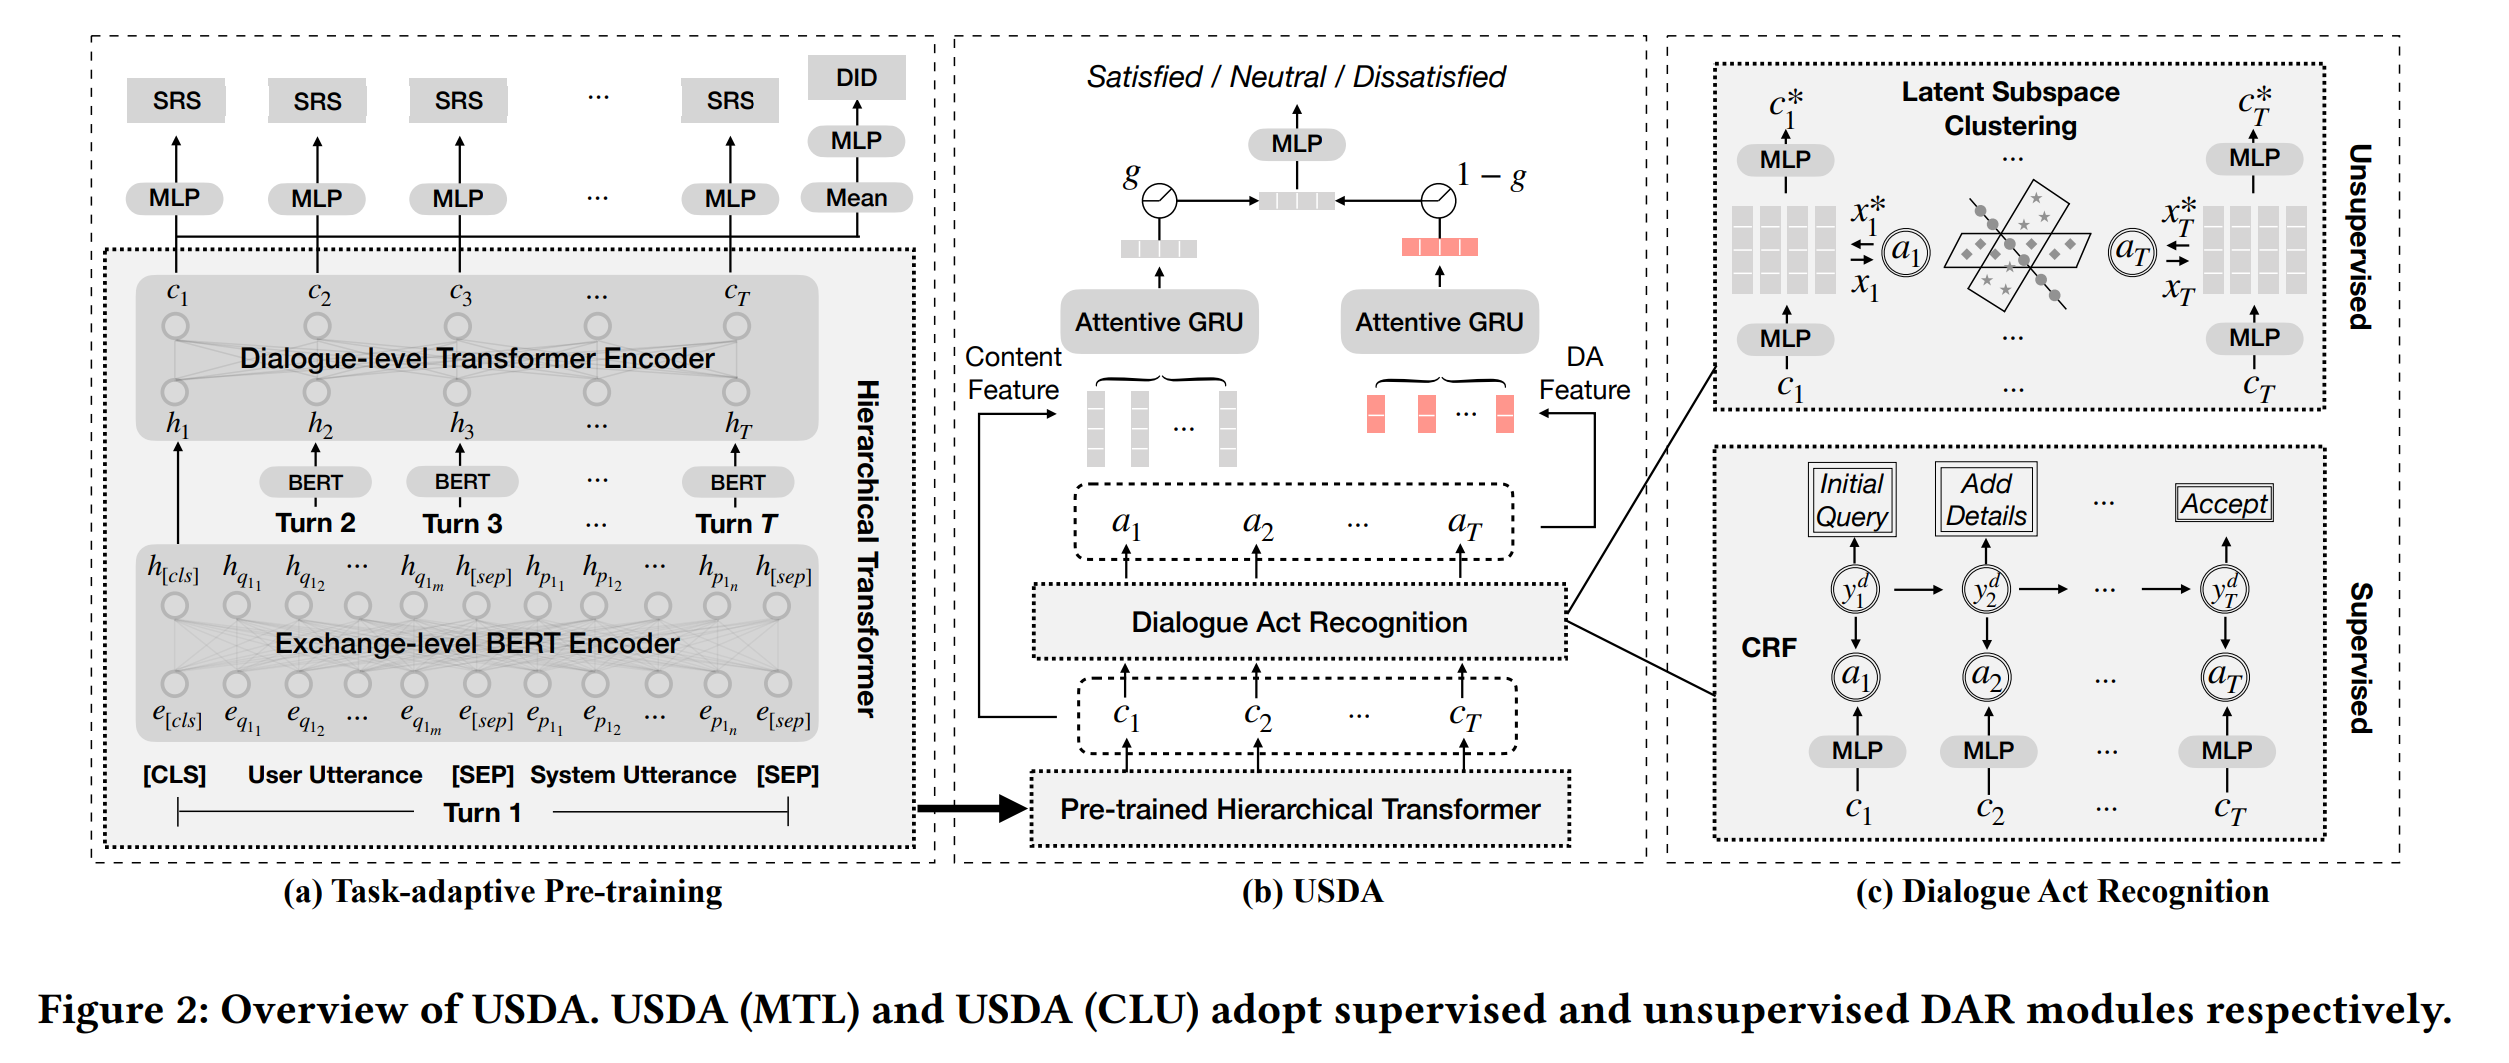 SRS SRS SRS ... SRS DID
MLP
MLP MLP MLP ... MLP Mean
c1 c2 c3 ... cT
Dialogue-level Transformer Encoder
h1 h2 h3 ... hT
BERT BERT ... BERT
Turn 2 Turn 3 ... Turn T
h[cls] hq11 hq12 ... hq1m h[sep] hp11 hp12 ... hp1n h[sep]
Exchange-level BERT Encoder
e[cls] eq11 eq12 ... eq1m e[sep] ep11 ep12 ... ep1n e[sep]
[CLS] User Utterance [SEP] System Utterance [SEP]
Turn 1
Hierarchical Transformer
(a) Task-adaptive Pre-training
Satisfied / Neutral / Dissatisfied
MLP
g 1 − g
Attentive GRU Attentive GRU
Content
Feature
DA
Feature
... ...
a1 a2 ... aT
Dialogue Act Recognition
c1 c2 ... cT
Pre-trained Hierarchical Transformer
(b) USDA
Latent Subspace
Clustering
c1* cT*
MLP ... MLP
x1* xT*
a1 aT
x1 xT
MLP ... MLP
c1 ... cT
Unsupervised
Initial
Query
Add
Details
... Accept
y1d y2d ... yTd
CRF
a1 a2 ... aT
MLP MLP ... MLP
c1 c2 ... cT
Supervised
(c) Dialogue Act Recognition
Figure 2: Overview of USDA. USDA (MTL) and USDA (CLU) adopt supervised and unsupervised DAR modules respectively.